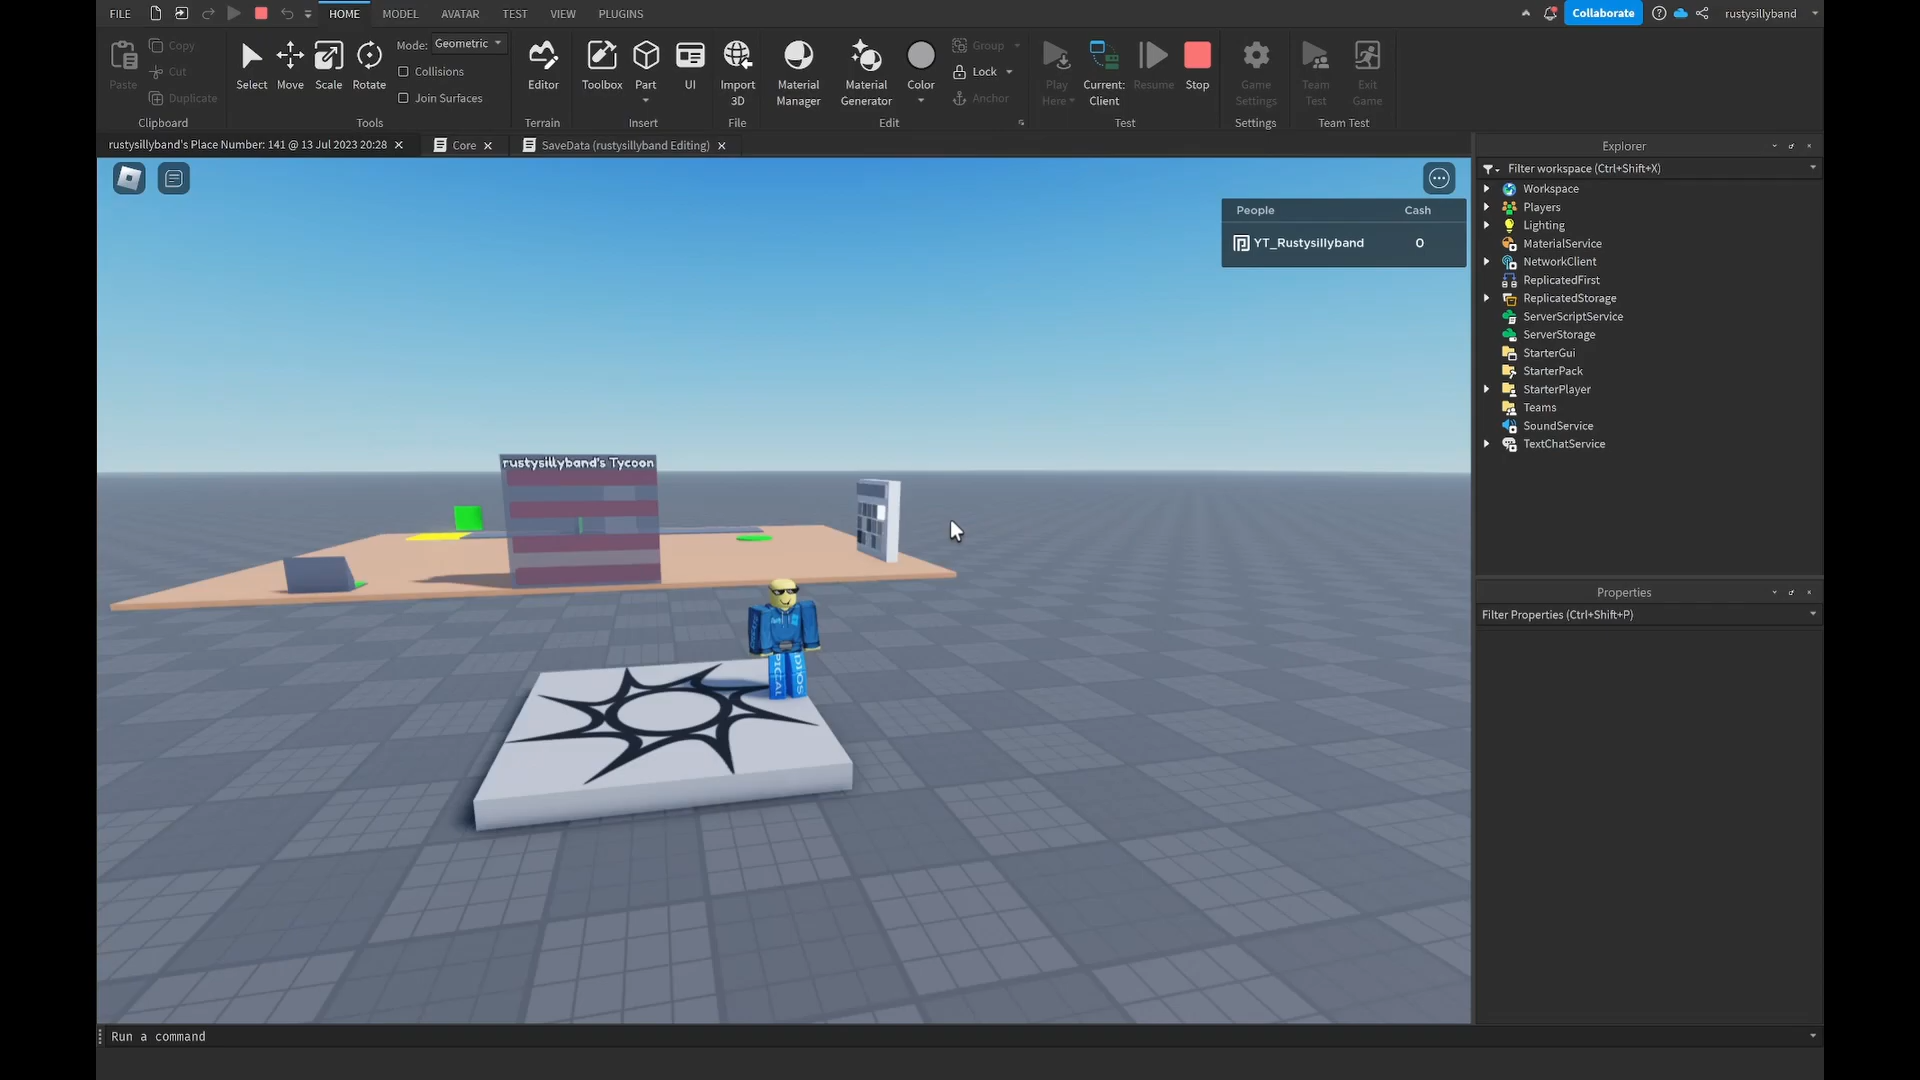 FILE HOME MODEL AVATAR TEST VIEW PLUGINS Collaborate rustysillyband
Paste Copy Cut Duplicate
Clipboard
Select Move Scale Rotate
Mode: Geometric
Collisions
Join Surfaces
Tools
Editor
Terrain
Toolbox Part UI
Insert
Import 3D
File
Material Manager Material Generator Color
Group
Lock
Anchor
Edit
Play Here Current: Client Resume Stop
Test
Game Settings
Settings
Team Test Exit Game
Team Test
rustysillyband's Place Number: 141 @ 13 Jul 2023 20:28 Core SaveData (rustysillyband Editing)
People Cash
YT_Rustysillyband 0
rustysillyband's Tycoon
Explorer
Filter workspace (Ctrl+Shift+X)
Workspace
Players
Lighting
MaterialService
NetworkClient
ReplicatedFirst
ReplicatedStorage
ServerScriptService
ServerStorage
StarterGui
StarterPack
StarterPlayer
Teams
SoundService
TextChatService
Properties
Filter Properties (Ctrl+Shift+P)
Run a command